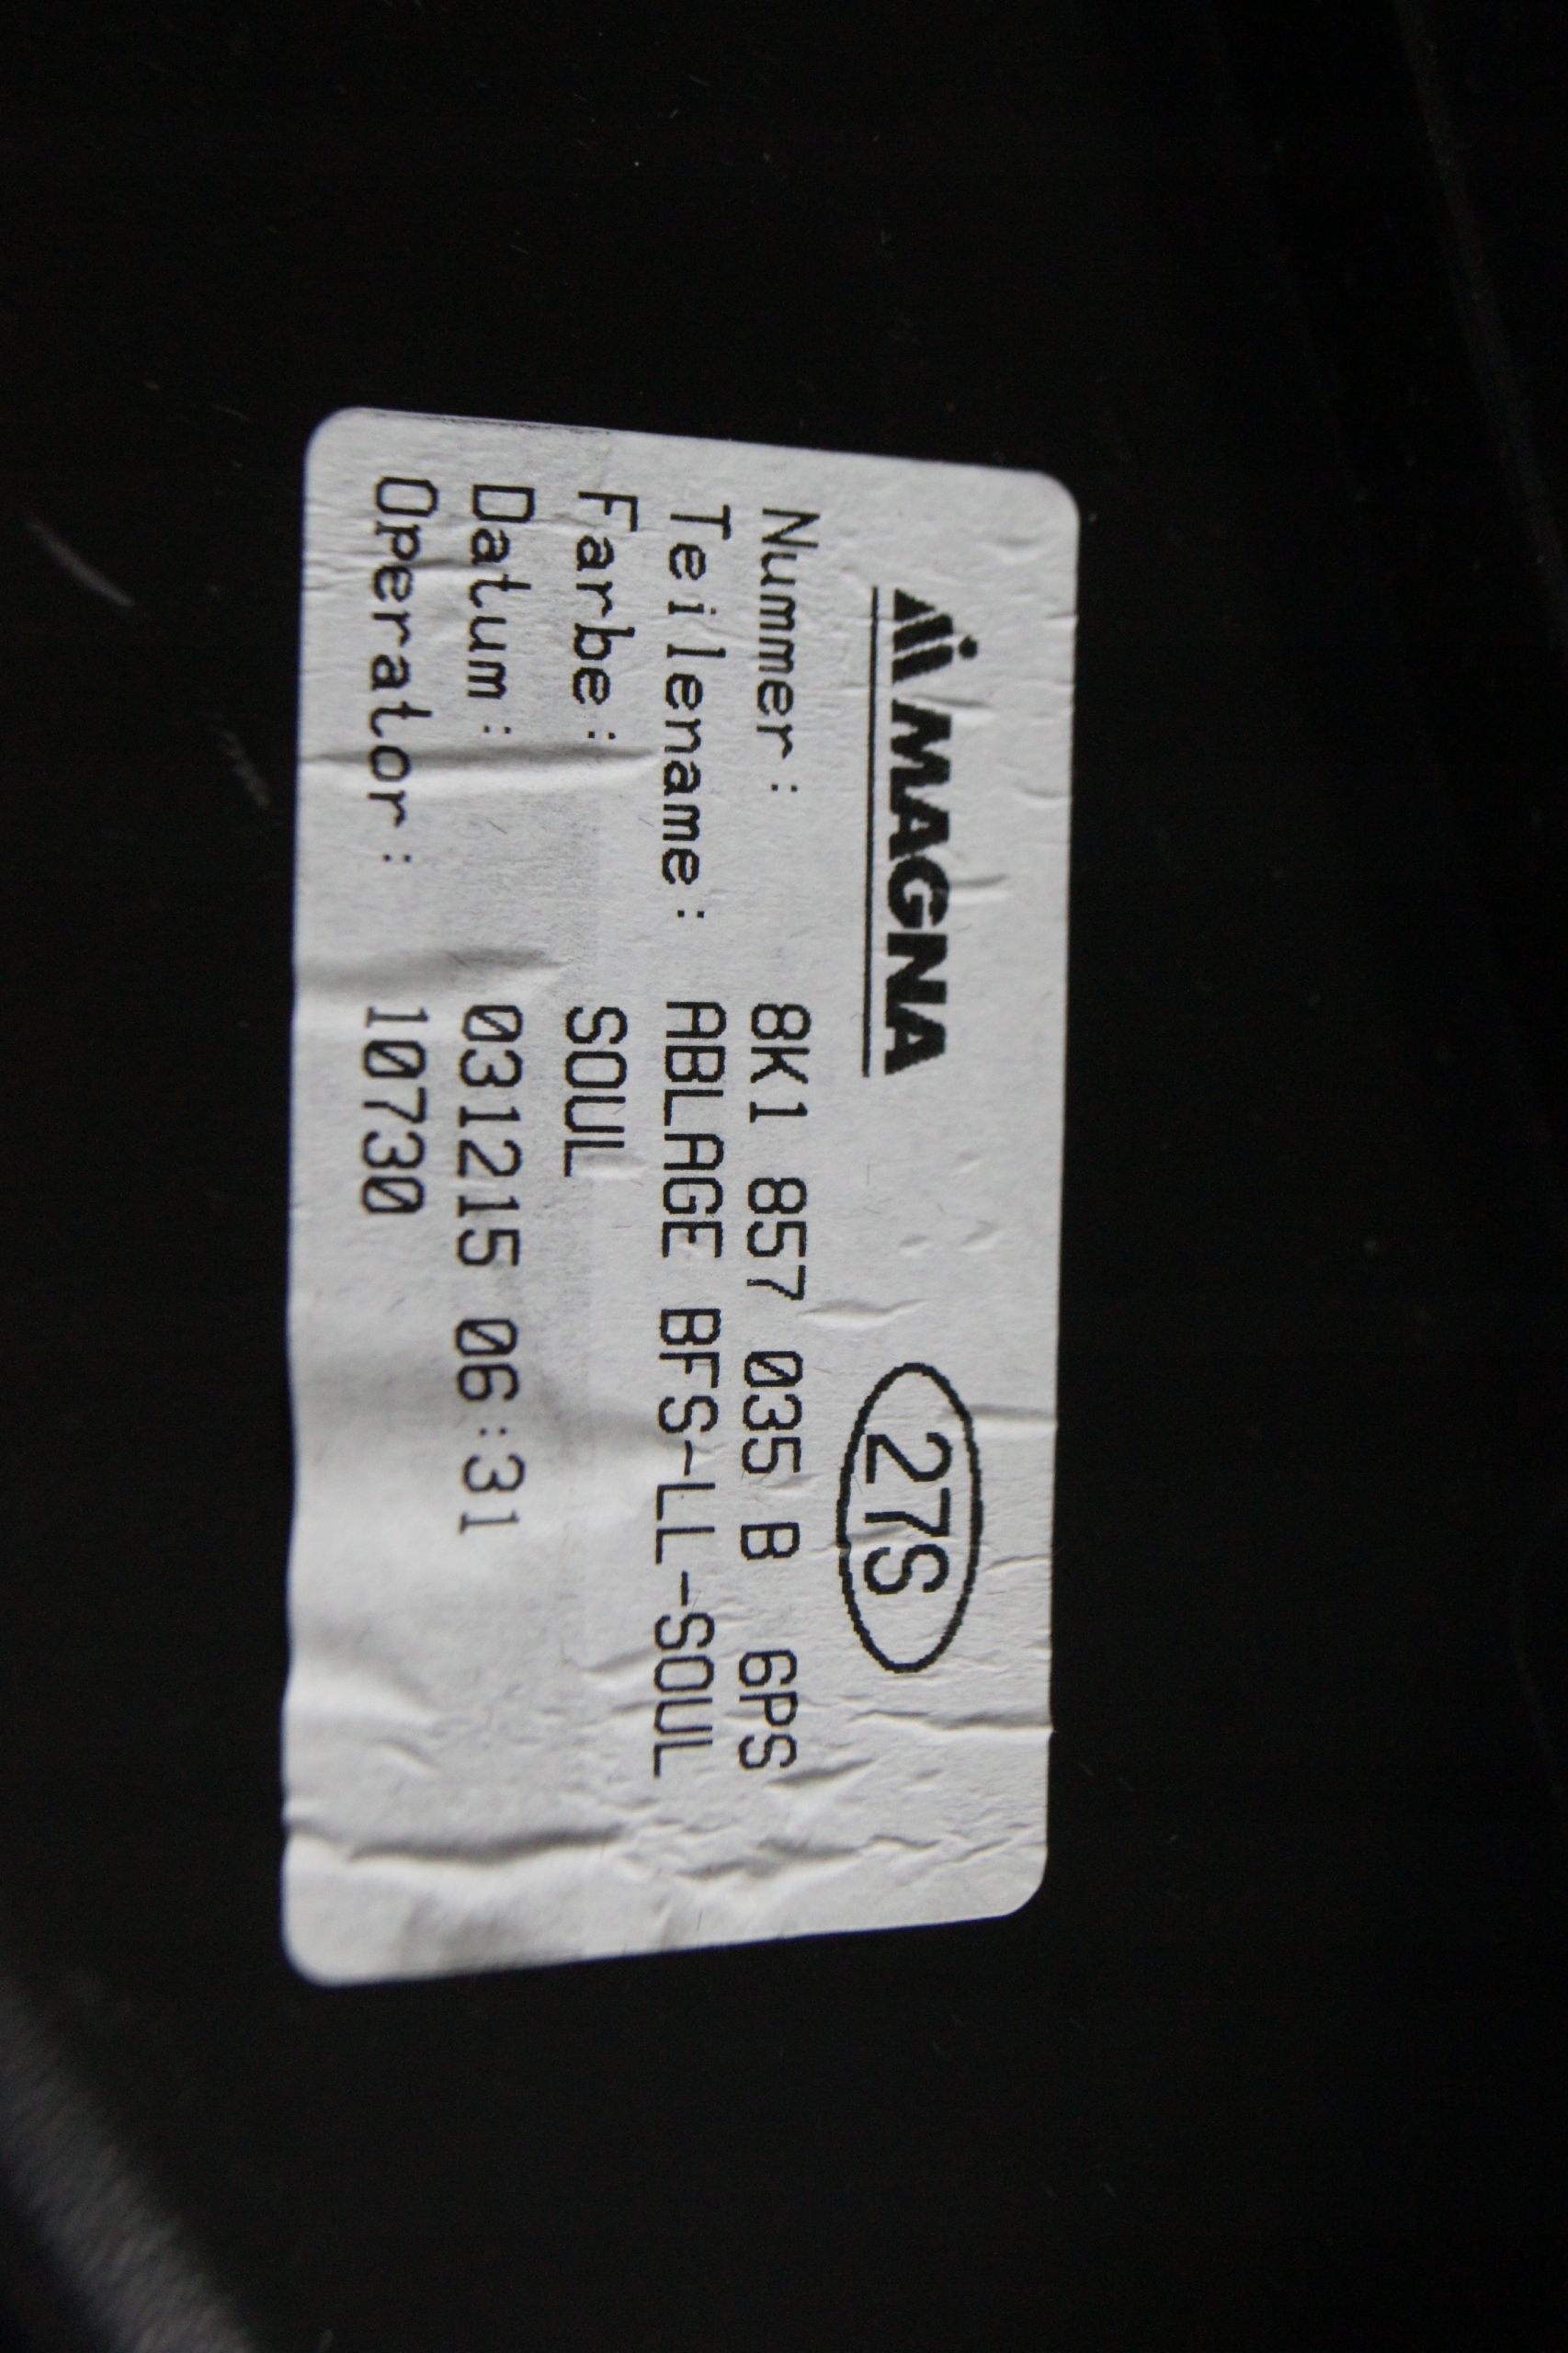 MAGNA 27S
Nummer: 8K1 857 035 B 6PS
Teilename: ABLAGE BFS-LL-SOUL
Farbe: SOUL
Datum: 031215 06:31
Operator: 10730